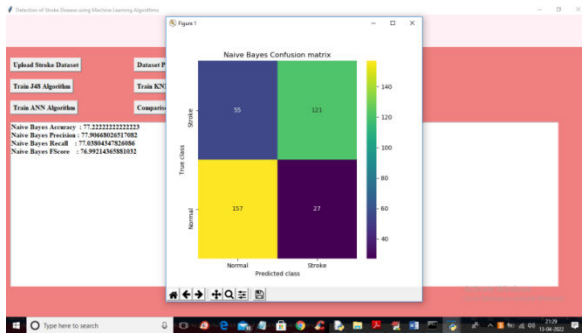 Detection of Stroke Disease using Machine Learning Algorithms
Figure 1
Upload Stroke Dataset
Dataset P
Train J48 Algorithm
Train KN
Train ANN Algorithm
Comparis
Naive Bayes Accuracy : 77.22222222222223
Naive Bayes Precision : 77.90668026517082
Naive Bayes Recall : 77.03804347826086
Naive Bayes FScore : 76.99214365881032
Naive Bayes Confusion matrix
Stroke
Normal
True class
55
121
157
27
Normal
Stroke
Predicted class
140
120
100
80
60
40
Type here to search
21:29
13-04-2022